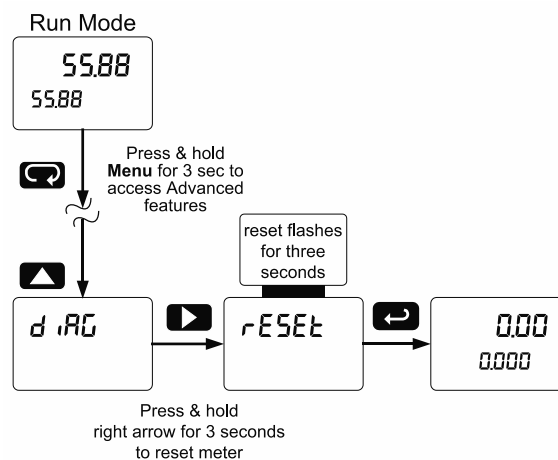 Run Mode
55.88
55.88
Press & hold
Menu for 3 sec to
access Advanced
features
reset flashes
for three
seconds
diAG
rESEt
0.00
0.000
Press & hold
right arrow for 3 seconds
to reset meter